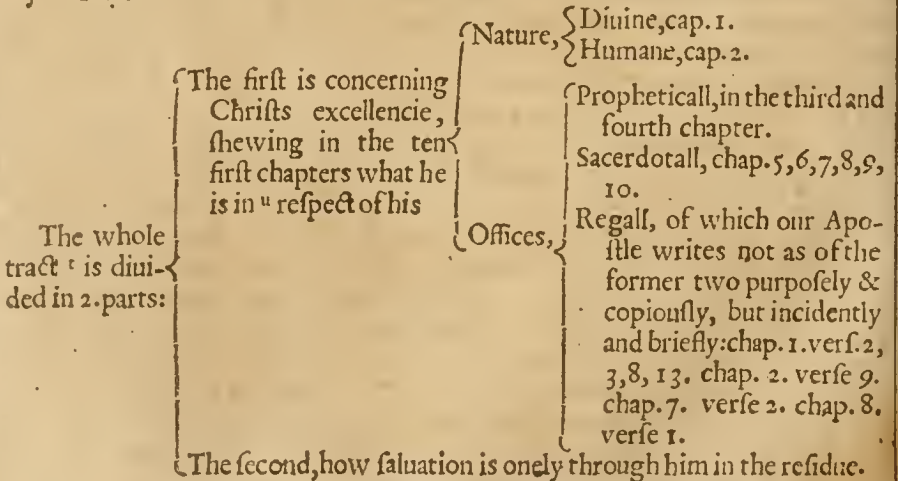 The whole
tract ᵗ is diui-
ded in 2.parts:
The first is concerning
Christs excellencie,
shewing in the ten
first chapters what he
is in ᵘ respect of his
Nature,
Diuine,cap.1.
Humane,cap.2.
Offices,
Propheticall,in the third and
fourth chapter.
Sacerdotall, chap.5,6,7,8,9,
10.
Regall, of which our Apo-
stle writes not as of the
former two purposely &
copiously, but incidently
and briefly:chap.1.vers.2,
3,8,13. chap. 2. verse 9.
chap.7. verse 2. chap. 8.
verse 1.
The second,how saluation is onely through him in the residue.